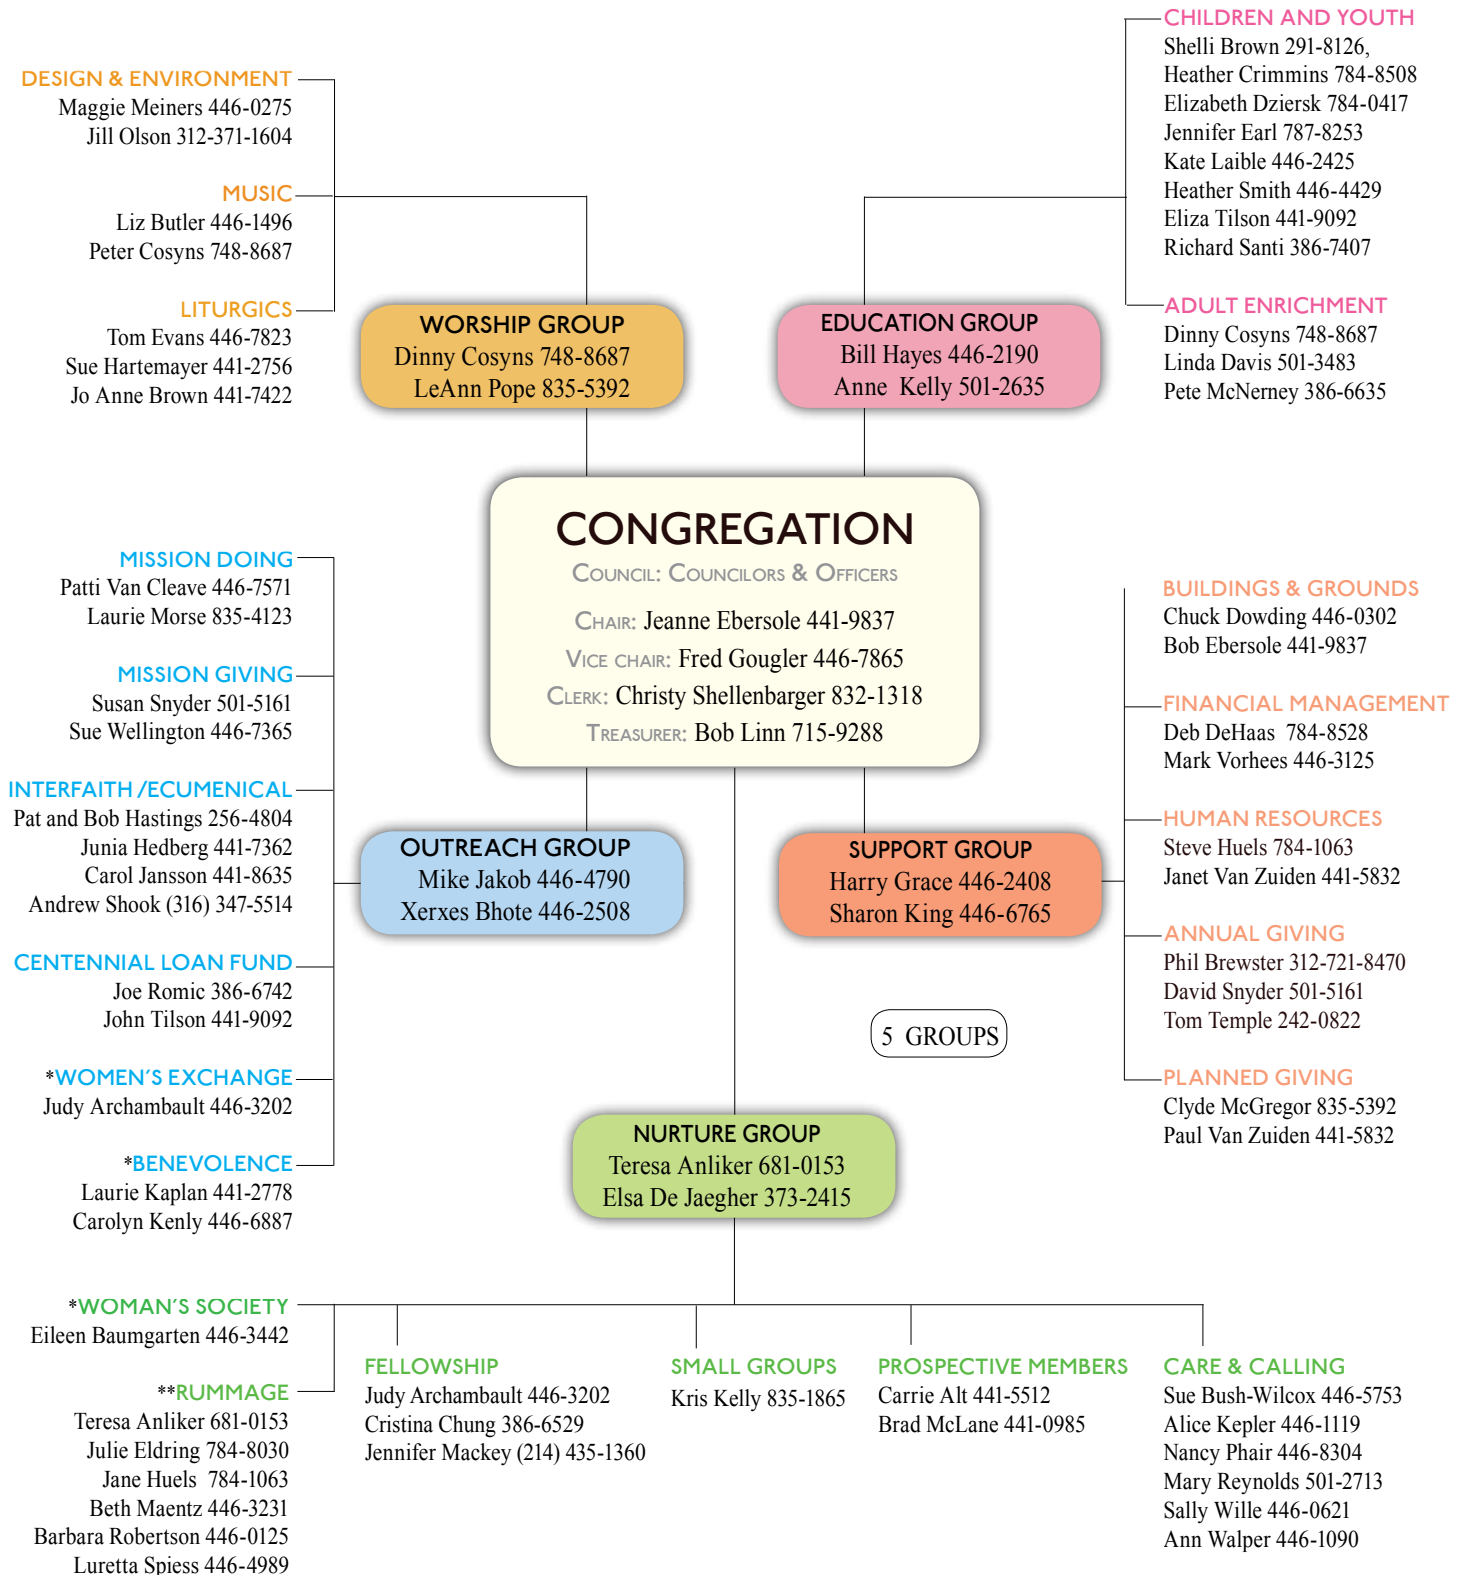 DESIGN & ENVIRONMENT
Maggie Meiners 446-0275
Jill Olson 312-371-1604
MUSIC
Liz Butler 446-1496
Peter Cosyns 748-8687
LITURGICS
Tom Evans 446-7823
Sue Hartemayer 441-2756
Jo Anne Brown 441-7422
WORSHIP GROUP
Dinny Cosyns 748-8687
LeAnn Pope 835-5392
EDUCATION GROUP
Bill Hayes 446-2190
Anne Kelly 501-2635
CHILDREN AND YOUTH
Shelli Brown 291-8126,
Heather Crimmins 784-8508
Elizabeth Dziersk 784-0417
Jennifer Earl 787-8253
Kate Laible 446-2425
Heather Smith 446-4429
Eliza Tilson 441-9092
Richard Santi 386-7407
ADULT ENRICHMENT
Dinny Cosyns 748-8687
Linda Davis 501-3483
Pete McNerney 386-6635
CONGREGATION
COUNCIL: COUNCILORS & OFFICERS
CHAIR: Jeanne Ebersole 441-9837
VICE CHAIR: Fred Gougler 446-7865
CLERK: Christy Shellenbarger 832-1318
TREASURER: Bob Linn 715-9288
MISSION DOING
Patti Van Cleave 446-7571
Laurie Morse 835-4123
MISSION GIVING
Susan Snyder 501-5161
Sue Wellington 446-7365
INTERFAITH /ECUMENICAL
Pat and Bob Hastings 256-4804
Junia Hedberg 441-7362
Carol Jansson 441-8635
Andrew Shook (316) 347-5514
CENTENNIAL LOAN FUND
Joe Romic 386-6742
John Tilson 441-9092
*WOMEN'S EXCHANGE
Judy Archambault 446-3202
*BENEVOLENCE
Laurie Kaplan 441-2778
Carolyn Kenly 446-6887
OUTREACH GROUP
Mike Jakob 446-4790
Xerxes Bhote 446-2508
SUPPORT GROUP
Harry Grace 446-2408
Sharon King 446-6765
BUILDINGS & GROUNDS
Chuck Dowding 446-0302
Bob Ebersole 441-9837
FINANCIAL MANAGEMENT
Deb DeHaas 784-8528
Mark Vorhees 446-3125
HUMAN RESOURCES
Steve Huels 784-1063
Janet Van Zuiden 441-5832
ANNUAL GIVING
Phil Brewster 312-721-8470
David Snyder 501-5161
Tom Temple 242-0822
PLANNED GIVING
Clyde McGregor 835-5392
Paul Van Zuiden 441-5832
5 GROUPS
NURTURE GROUP
Teresa Anliker 681-0153
Elsa De Jaegher 373-2415
*WOMAN'S SOCIETY
Eileen Baumgarten 446-3442
**RUMMAGE
Teresa Anliker 681-0153
Julie Eldring 784-8030
Jane Huels 784-1063
Beth Maentz 446-3231
Barbara Robertson 446-0125
Luretta Spiess 446-4989
FELLOWSHIP
Judy Archambault 446-3202
Cristina Chung 386-6529
Jennifer Mackey (214) 435-1360
SMALL GROUPS
Kris Kelly 835-1865
PROSPECTIVE MEMBERS
Carrie Alt 441-5512
Brad McLane 441-0985
CARE & CALLING
Sue Bush-Wilcox 446-5753
Alice Kepler 446-1119
Nancy Phair 446-8304
Mary Reynolds 501-2713
Sally Wille 446-0621
Ann Walper 446-1090